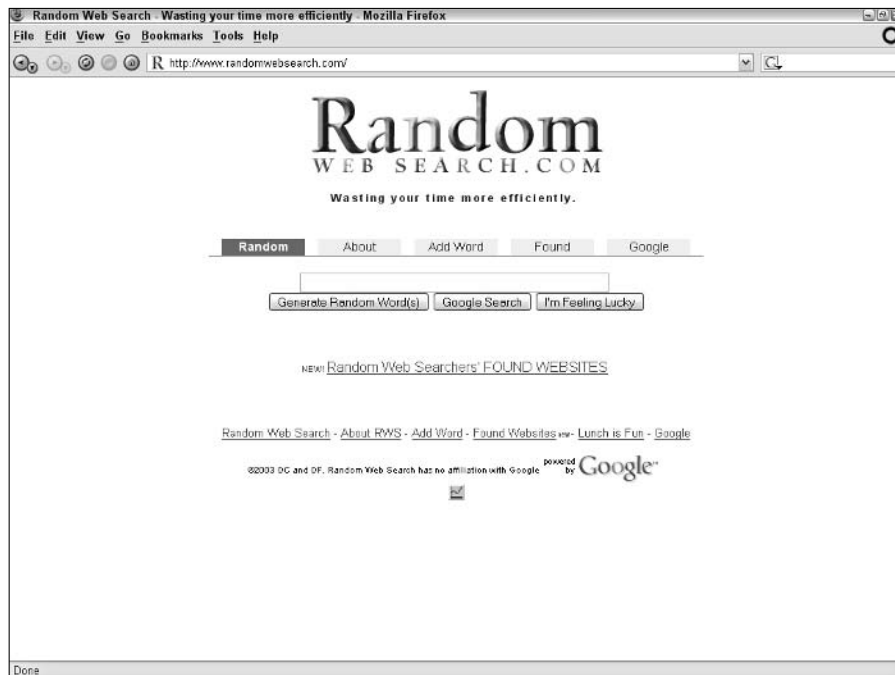 Random Web Search - Wasting your time more efficiently - Mozilla Firefox
File Edit View Go Bookmarks Tools Help
R http://www.randomwebsearch.com/ G
Random
WEB SEARCH.COM
Wasting your time more efficiently.
Random About Add Word Found Google
Generate Random Word(s) Google Search I'm Feeling Lucky
NEW! Random Web Searchers' FOUND WEBSITES
Random Web Search - About RWS - Add Word - Found Websites NEW - Lunch is Fun - Google
©2003 DC and DF. Random Web Search has no affiliation with Google powered by Google™
Done